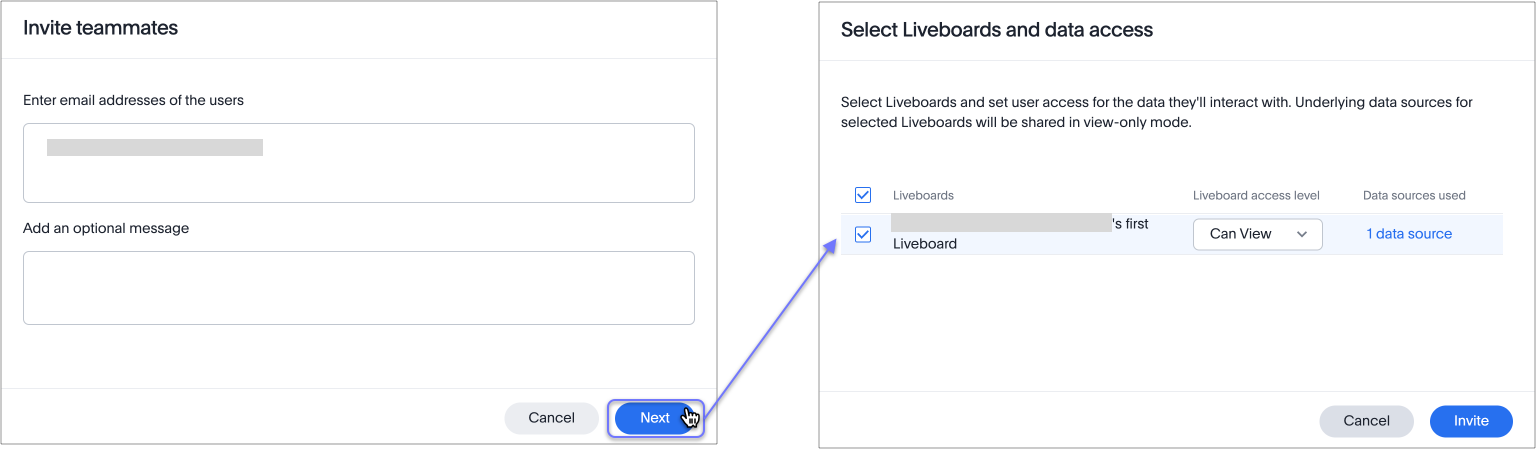 Invite teammates
Enter email addresses of the users
Add an optional message
Cancel
Next
Select Liveboards and data access
Select Liveboards and set user access for the data they'll interact with. Underlying data sources for
selected Liveboards will be shared in view-only mode.
Liveboards
Liveboard access level
Data sources used
's first
Liveboard
Can View
1 data source
Cancel
Invite